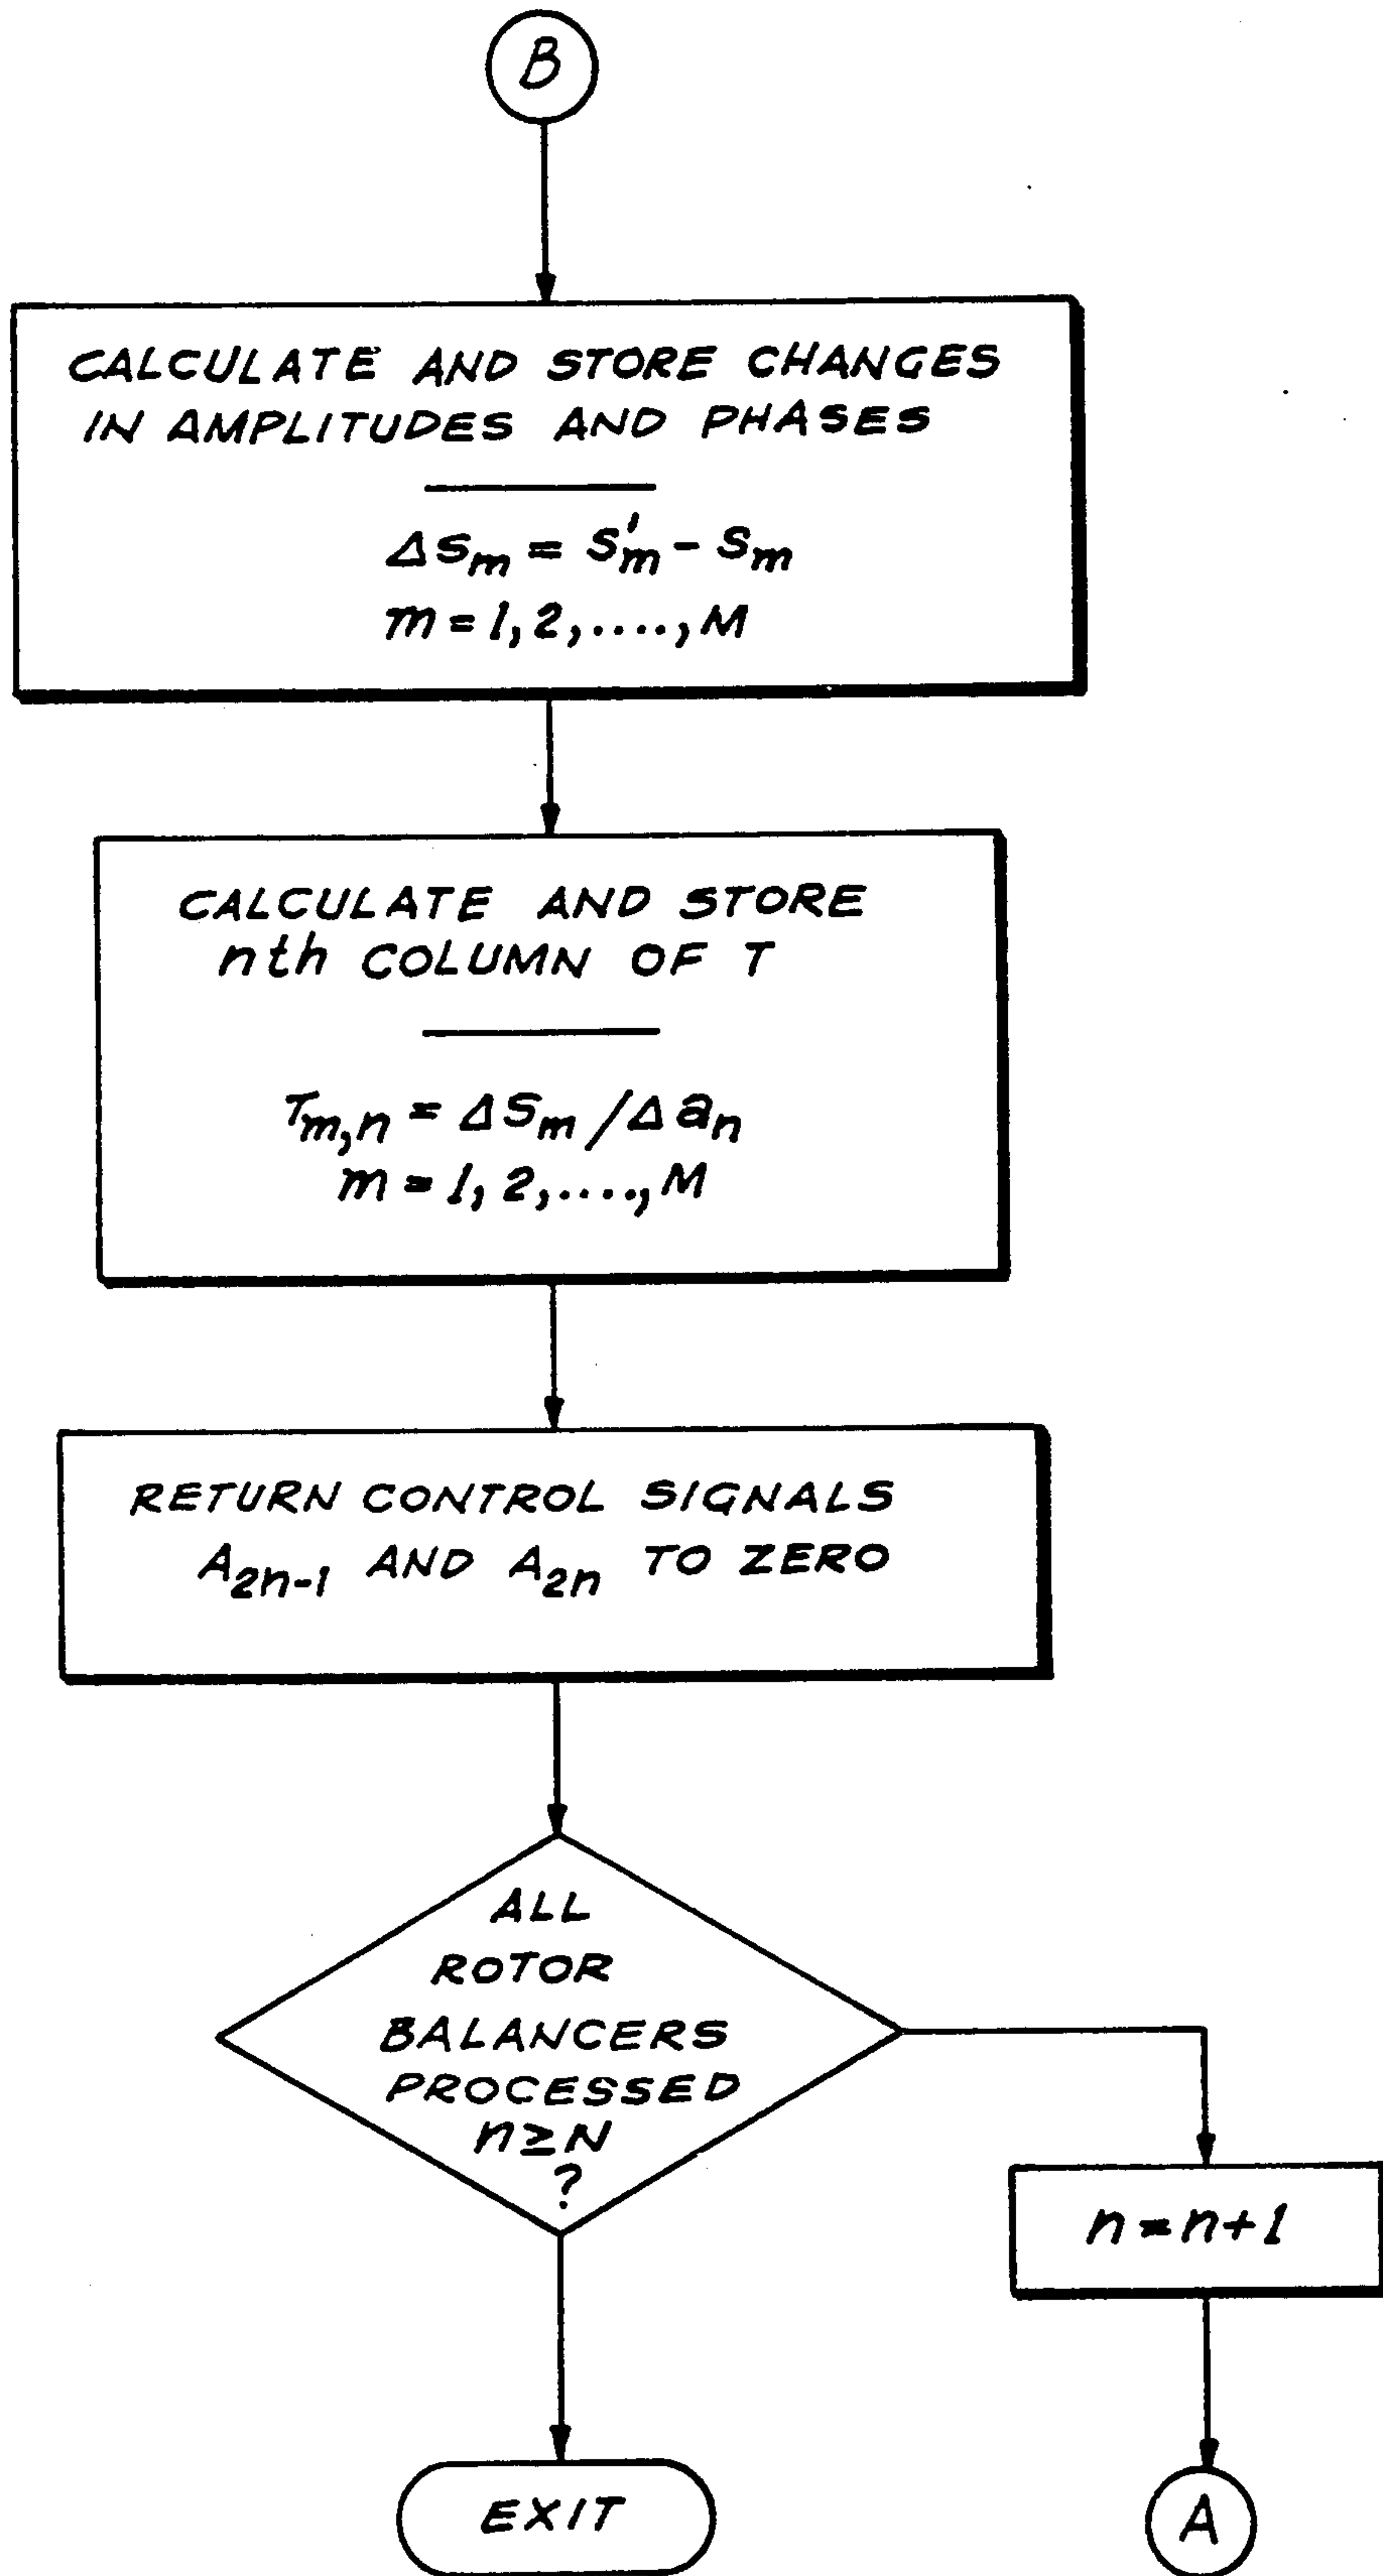 B
CALCULATE AND STORE CHANGES
IN AMPLITUDES AND PHASES
Δsₘ = s'ₘ - sₘ
m = 1, 2, ...., M
CALCULATE AND STORE
nth COLUMN OF T
Tm,n = Δsₘ / Δaₙ
m = 1, 2, ...., M
RETURN CONTROL SIGNALS
A₂ₙ₋₁ AND A₂ₙ TO ZERO
ALL
ROTOR
BALANCERS
PROCESSED
n ≥ N
?
n = n + 1
EXIT
A